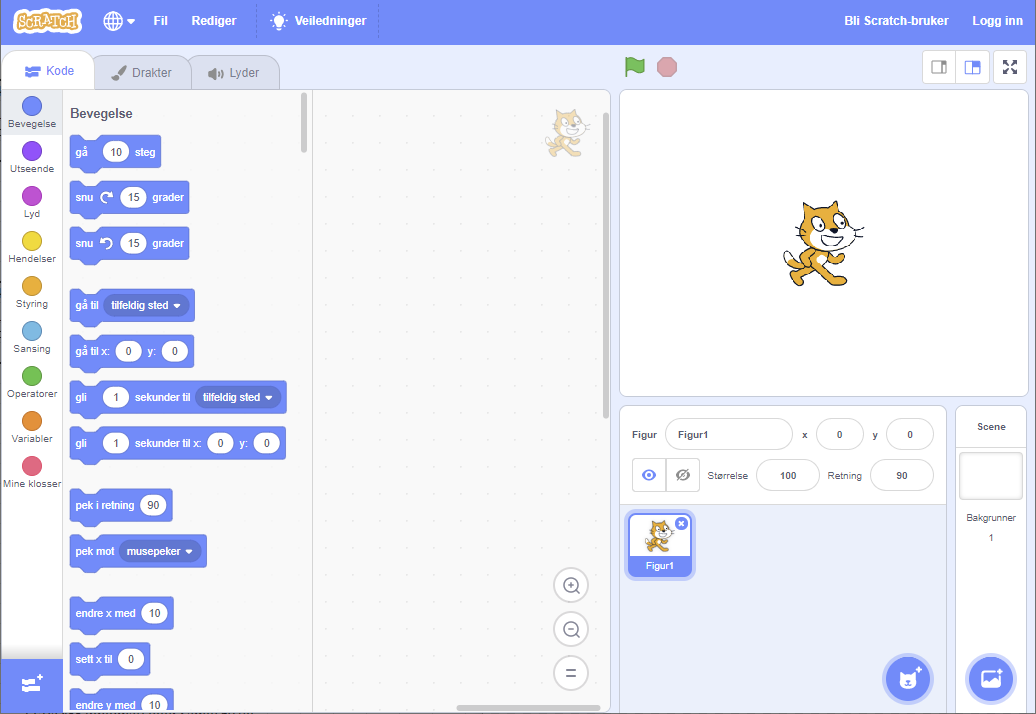 SCRATCH
Fil
Rediger
Veiledninger
Bli Scratch-bruker
Logg inn
Kode
Drakter
Lyder
Bevegelse
Utseende
Lyd
Hendelser
Styring
Sansing
Operatorer
Variabler
Mine klosser
Bevegelse
gå 10 steg
snu 15 grader
snu 15 grader
gå til tilfeldig sted
gå til x: 0 y: 0
gli 1 sekunder til tilfeldig sted
gli 1 sekunder til x: 0 y: 0
pek i retning 90
pek mot musepeker
endre x med 10
sett x til 0
endre y med 10
Figur Figur1 x 0 y 0
Størrelse 100 Retning 90
Figur1
Scene
Bakgrunner
1